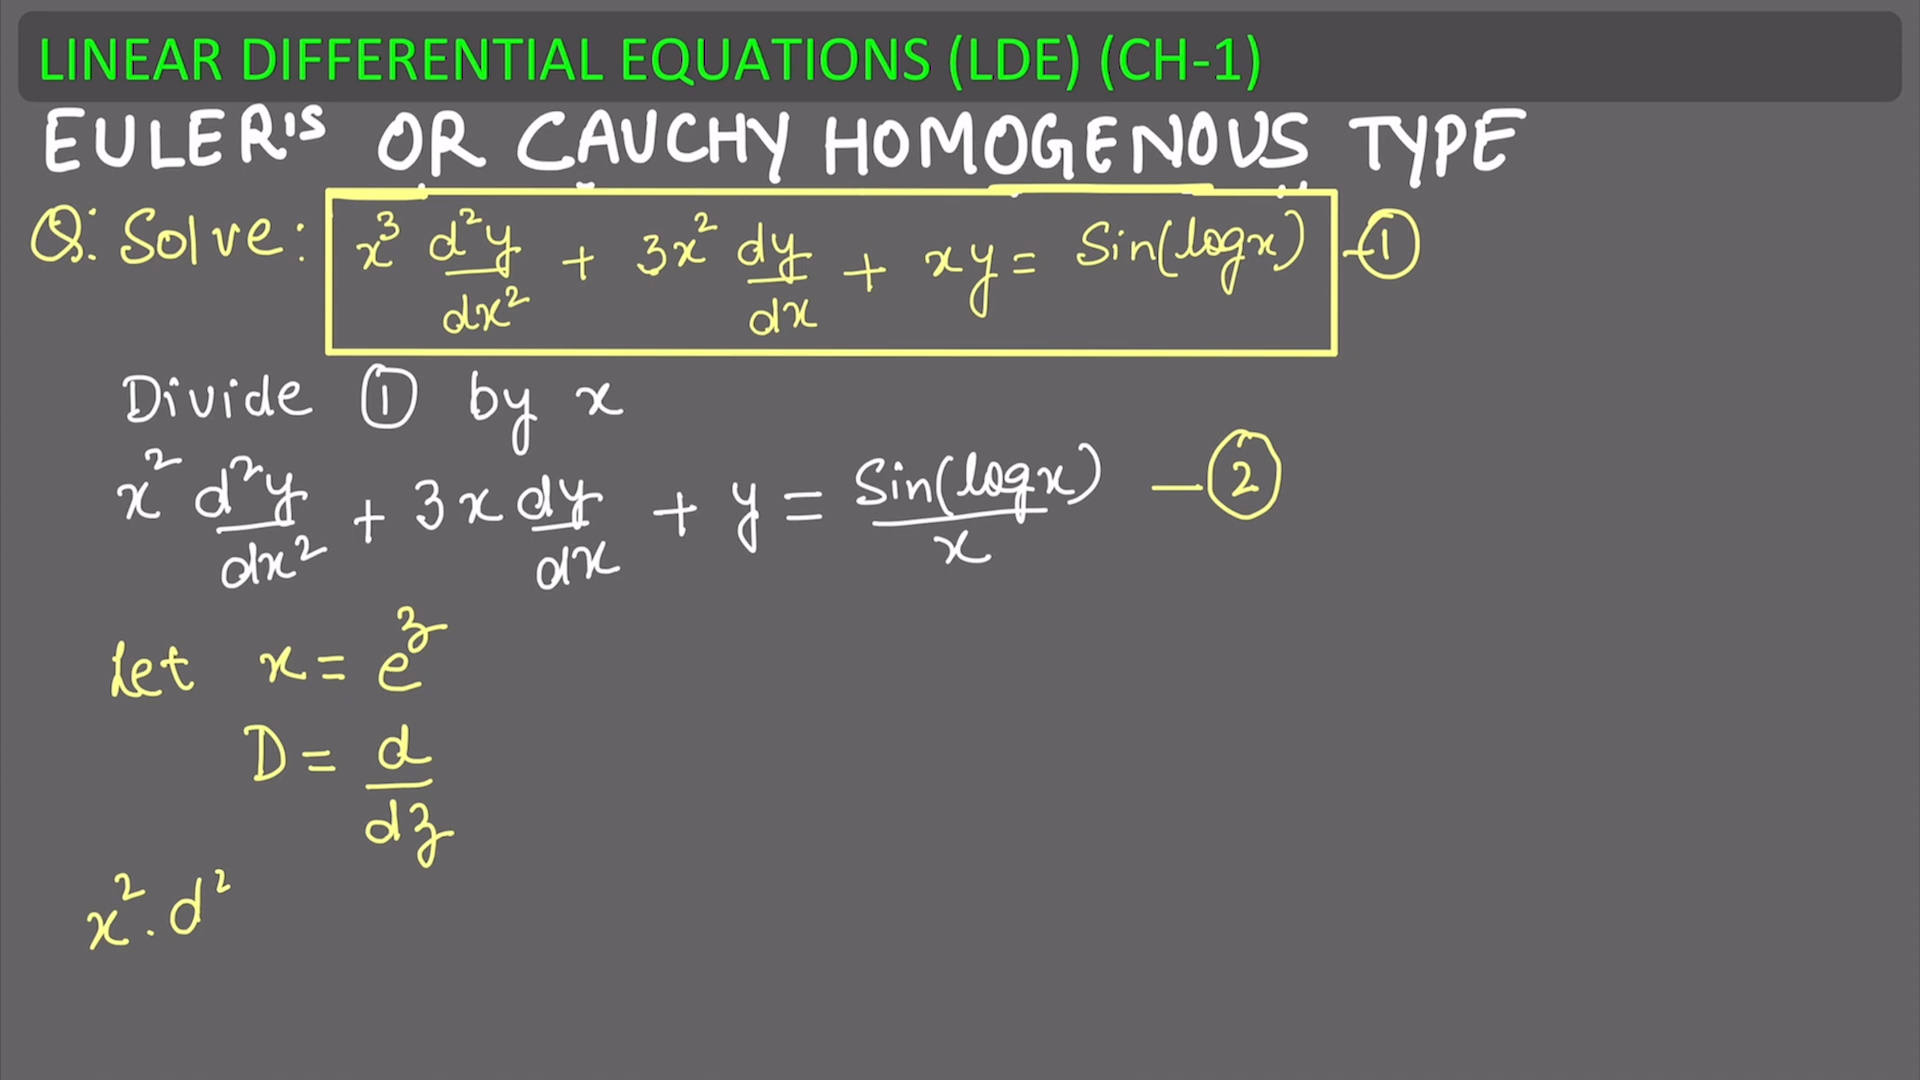 LINEAR DIFFERENTIAL EQUATIONS (LDE) (CH-1)
EULER'S OR CAUCHY HOMOGENOUS TYPE
Q: Solve: x³ d²y/dx² + 3x² dy/dx + xy = Sin(logx) -①
Divide ① by x
x² d²y/dx² + 3x dy/dx + y = Sin(logx)/x -②
Let x = e^z
D = d/dz
x². d²